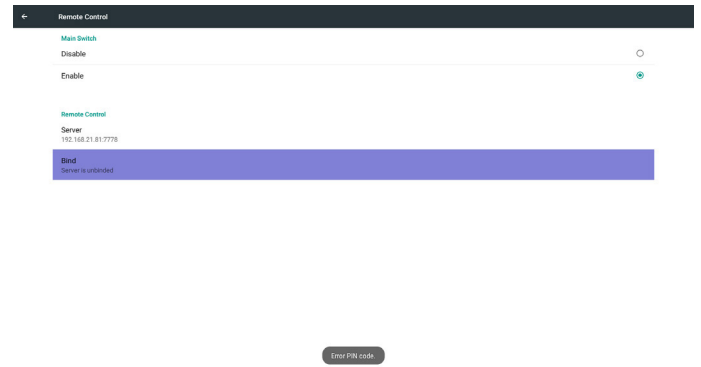 Remote Control
Main Switch
Disable
Enable
Remote Control
Server
192.168.21.81:7778
Bind
Server is unbinded
Error PIN code.